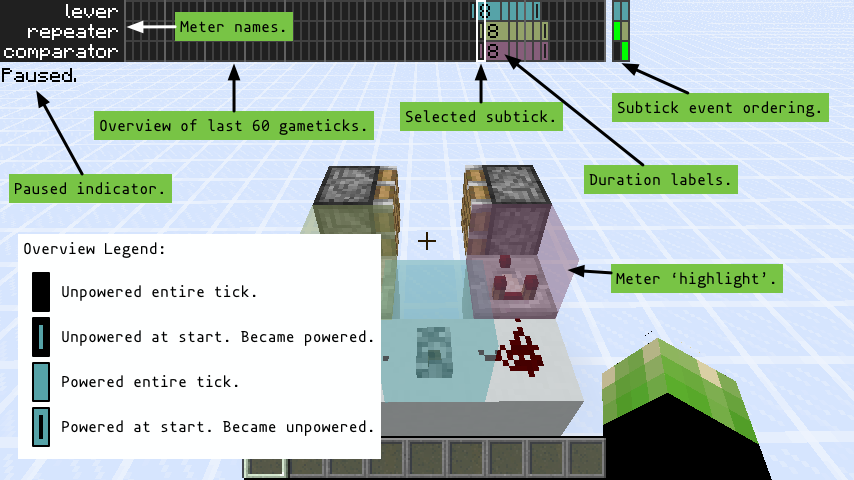 lever
8
repeater
Meter names.
8
comparator
8
Paused.
Overview of last 60 gameticks.
Selected subtick.
Subtick event ordering.
Paused indicator.
Duration labels.
Overview Legend:
Meter ‘highlight’.
Unpowered entire tick.
Unpowered at start. Became powered.
Powered entire tick.
Powered at start. Became unpowered.